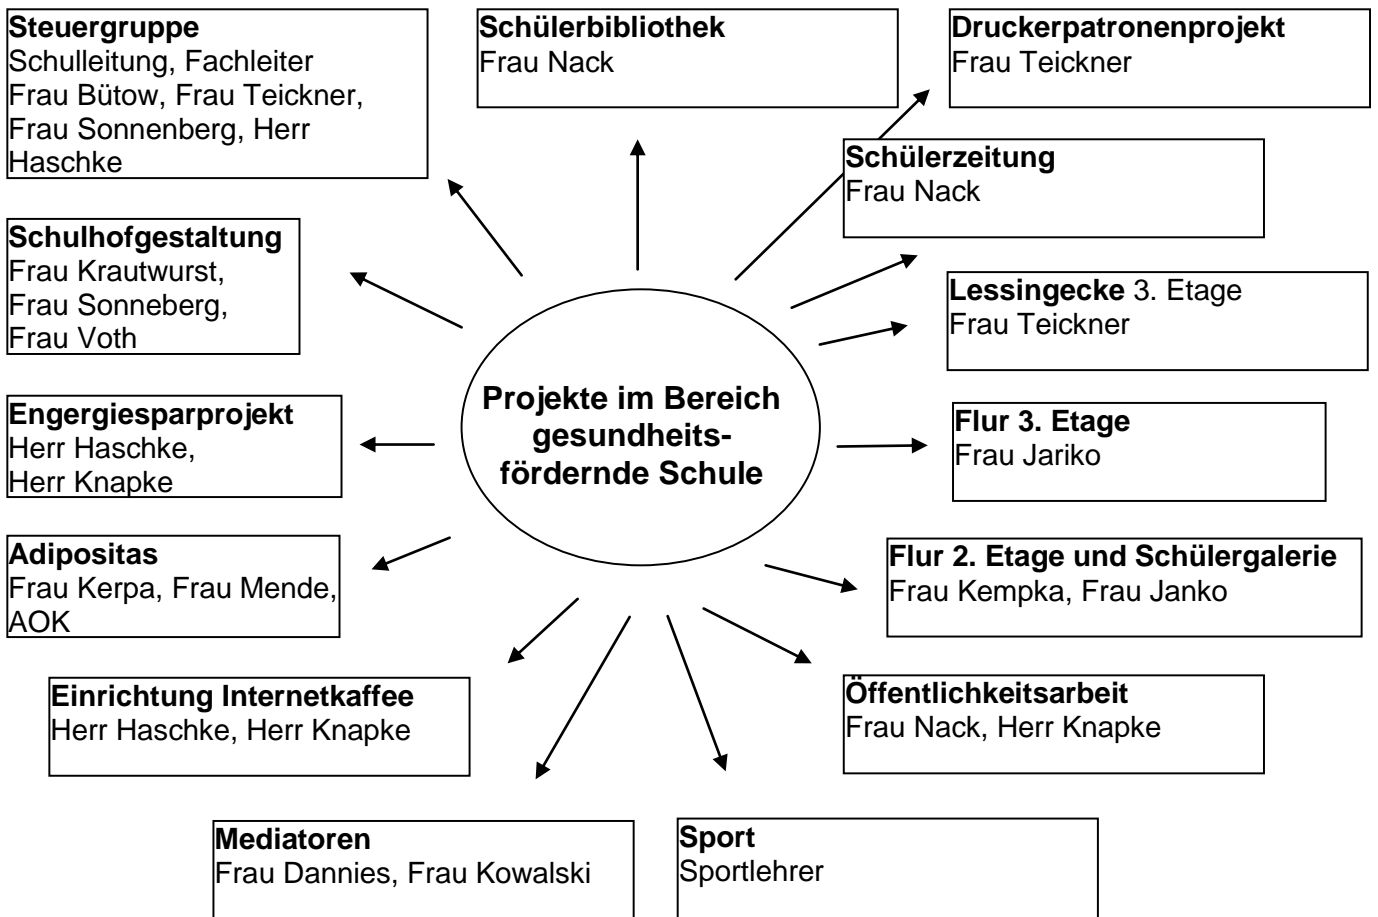 Steuergruppe
Schulleitung, Fachleiter
Frau Bütow, Frau Teickner,
Frau Sonnenberg, Herr
Haschke
Schülerbibliothek
Frau Nack
Druckerpatronenprojekt
Frau Teickner
Schülerzeitung
Frau Nack
Schulhofgestaltung
Frau Krautwurst,
Frau Sonneberg,
Frau Voth
Lessingecke 3. Etage
Frau Teickner
Projekte im Bereich
gesundheits-
fördernde Schule
Engergiesparprojekt
Herr Haschke,
Herr Knapke
Flur 3. Etage
Frau Jariko
Adipositas
Frau Kerpa, Frau Mende,
AOK
Flur 2. Etage und Schülergalerie
Frau Kempka, Frau Janko
Einrichtung Internetkaffee
Herr Haschke, Herr Knapke
Öffentlichkeitsarbeit
Frau Nack, Herr Knapke
Mediatoren
Frau Dannies, Frau Kowalski
Sport
Sportlehrer